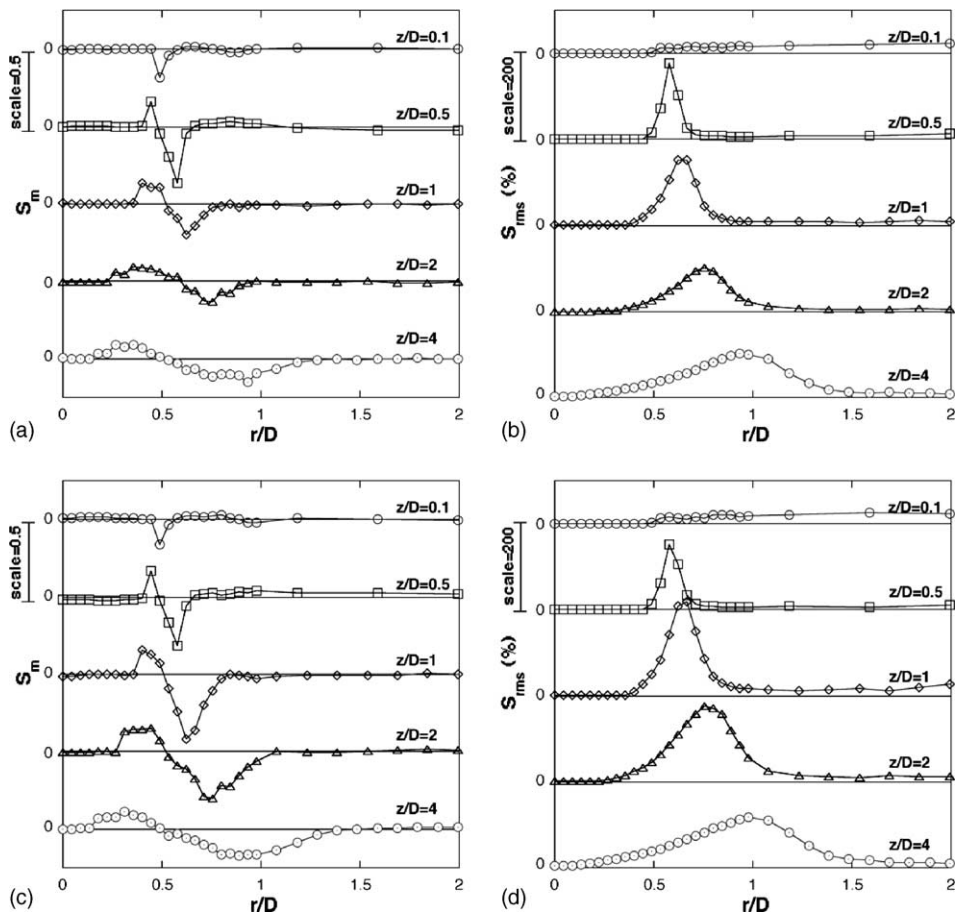 0
z/D=0.1
scale=0.5
0
z/D=0.5
S_m
0
z/D=1
0
z/D=2
0
z/D=4
0 0.5 1 1.5 2
(a)
r/D
0
z/D=0.1
scale=200
0
z/D=0.5
S_rms (%)
0
z/D=1
0
z/D=2
0
z/D=4
0 0.5 1 1.5 2
(b)
r/D
0
z/D=0.1
scale=0.5
0
z/D=0.5
S_m
0
z/D=1
0
z/D=2
0
z/D=4
0 0.5 1 1.5 2
(c)
r/D
0
z/D=0.1
scale=200
0
z/D=0.5
S_rms (%)
0
z/D=1
0
z/D=2
0
z/D=4
0 0.5 1 1.5 2
(d)
r/D